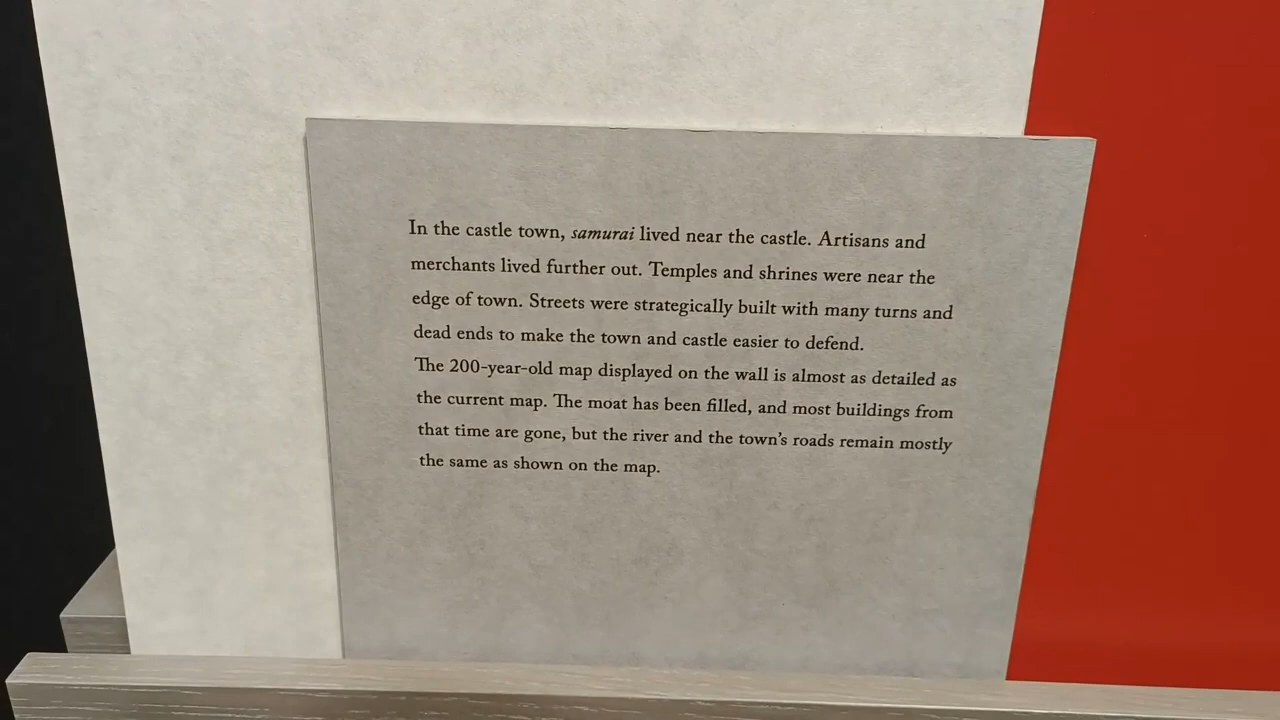 In the castle town, samurai lived near the castle. Artisans and
merchants lived further out. Temples and shrines were near the
edge of town. Streets were strategically built with many turns and
dead ends to make the town and castle easier to defend.
The 200-year-old map displayed on the wall is almost as detailed as
the current map. The moat has been filled, and most buildings from
that time are gone, but the river and the town's roads remain mostly
the same as shown on the map.